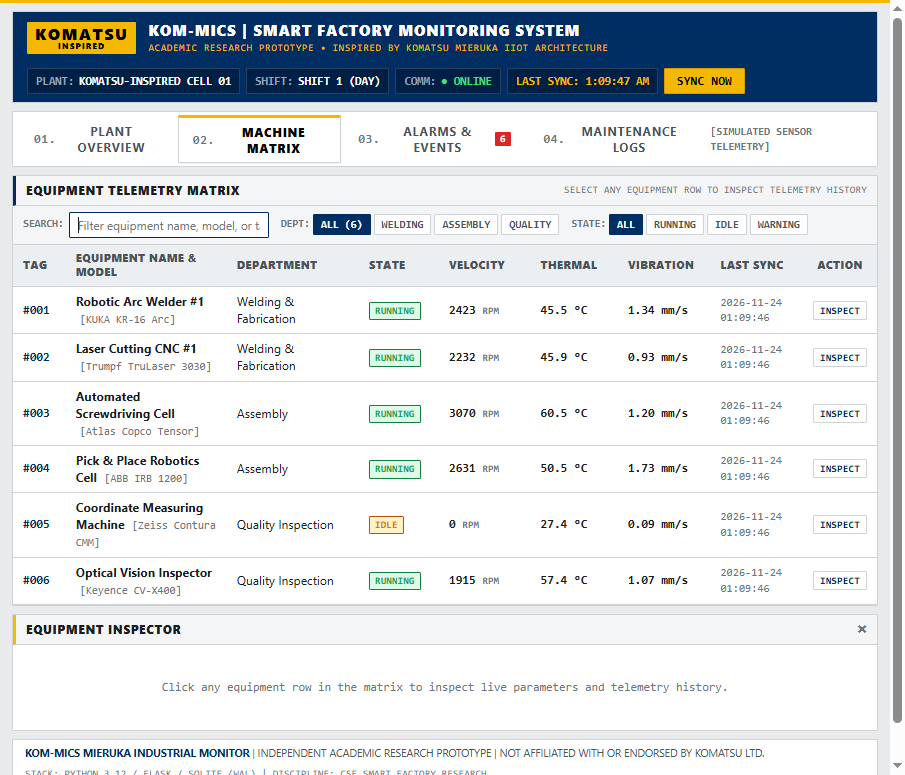 KOMATSU
INSPIRED
KOM-MICS | SMART FACTORY MONITORING SYSTEM
ACADEMIC RESEARCH PROTOTYPE • INSPIRED BY KOMATSU MIERUKA IIOT ARCHITECTURE
PLANT: KOMATSU-INSPIRED CELL 01 SHIFT: SHIFT 1 (DAY) COMM: ● ONLINE LAST SYNC: 1:09:47 AM SYNC NOW
01. PLANT OVERVIEW
02. MACHINE MATRIX
03. ALARMS & EVENTS 6
04. MAINTENANCE LOGS
[SIMULATED SENSOR TELEMETRY]
EQUIPMENT TELEMETRY MATRIX SELECT ANY EQUIPMENT ROW TO INSPECT TELEMETRY HISTORY
SEARCH: Filter equipment name, model, or t DEPT: ALL (6) WELDING ASSEMBLY QUALITY STATE: ALL RUNNING IDLE WARNING
TAG EQUIPMENT NAME & MODEL DEPARTMENT STATE VELOCITY THERMAL VIBRATION LAST SYNC ACTION
#001 Robotic Arc Welder #1 [KUKA KR-16 Arc] Welding & Fabrication RUNNING 2423 RPM 45.5 °C 1.34 mm/s 2026-11-24 01:09:46 INSPECT
#002 Laser Cutting CNC #1 [Trumpf TruLaser 3030] Welding & Fabrication RUNNING 2232 RPM 45.9 °C 0.93 mm/s 2026-11-24 01:09:46 INSPECT
#003 Automated Screwdriving Cell [Atlas Copco Tensor] Assembly RUNNING 3070 RPM 60.5 °C 1.20 mm/s 2026-11-24 01:09:46 INSPECT
#004 Pick & Place Robotics Cell [ABB IRB 1200] Assembly RUNNING 2631 RPM 50.5 °C 1.73 mm/s 2026-11-24 01:09:46 INSPECT
#005 Coordinate Measuring Machine [Zeiss Contura CMM] Quality Inspection IDLE 0 RPM 27.4 °C 0.09 mm/s 2026-11-24 01:09:46 INSPECT
#006 Optical Vision Inspector [Keyence CV-X400] Quality Inspection RUNNING 1915 RPM 57.4 °C 1.07 mm/s 2026-11-24 01:09:46 INSPECT
EQUIPMENT INSPECTOR ×
Click any equipment row in the matrix to inspect live parameters and telemetry history.
KOM-MICS MIERUKA INDUSTRIAL MONITOR | INDEPENDENT ACADEMIC RESEARCH PROTOTYPE | NOT AFFILIATED WITH OR ENDORSED BY KOMATSU LTD.
STACK: PYTHON 3.12 / FLASK / SQLITE (WAL) | DISCIPLINE: CSE SMART FACTORY RESEARCH